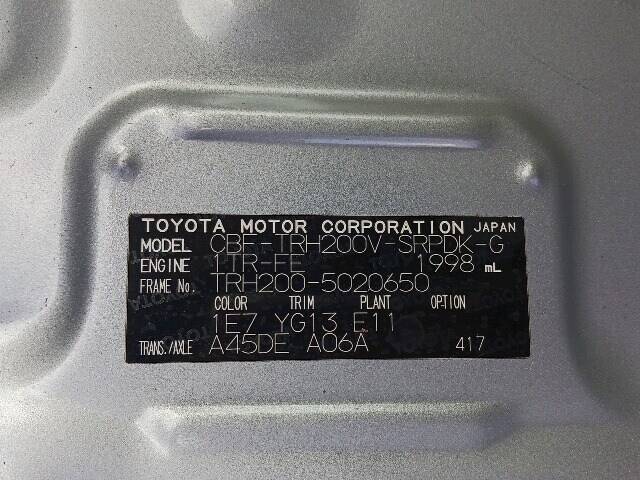 TOYOTA MOTOR CORPORATION JAPAN
MODEL CBF-TRH200V-SRPDK-G
ENGINE 1TR-FE 1998 mL
FRAME No. TRH200-5020650
COLOR TRIM PLANT OPTION
1E7 YG13 E11
TRANS./AXLE A45DE A06A 417